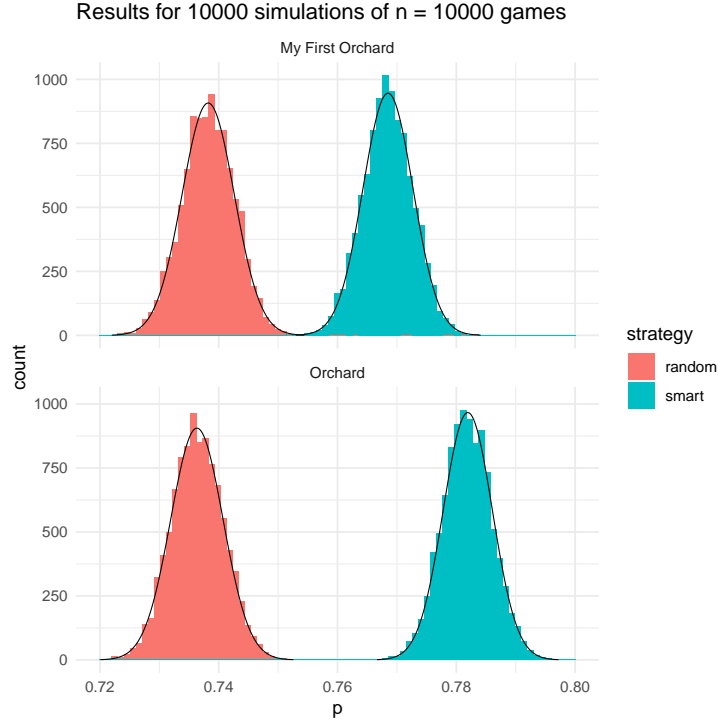 Results for 10000 simulations of n = 10000 games
My First Orchard
1000
750
500
250
0
Orchard
1000
750
500
250
0
0.72 0.74 0.76 0.78 0.80
p
count
strategy
random
smart